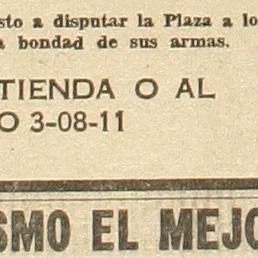 sto a disputar la Plaza a lo
a bondad de sus armas.
TIENDA O AL
O 3-08-11
SMO EL MEJO